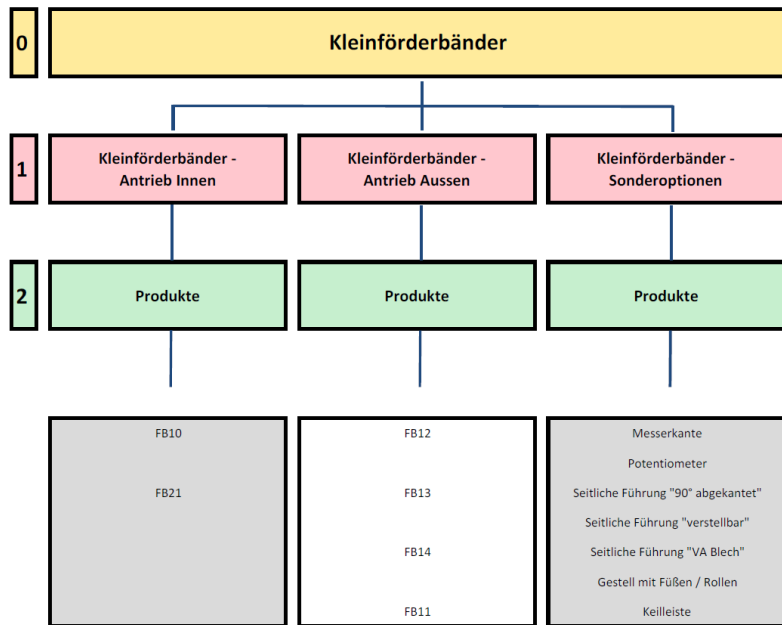 0
Kleinförderbänder
1
Kleinförderbänder -
Antrieb Innen
Kleinförderbänder -
Antrieb Aussen
Kleinförderbänder -
Sonderoptionen
2
Produkte
Produkte
Produkte
FB10
FB21
FB12
FB13
FB14
FB11
Messerkante
Potentiometer
Seitliche Führung "90° abgekantet"
Seitliche Führung "verstellbar"
Seitliche Führung "VA Blech"
Gestell mit Füßen / Rollen
Keilleiste